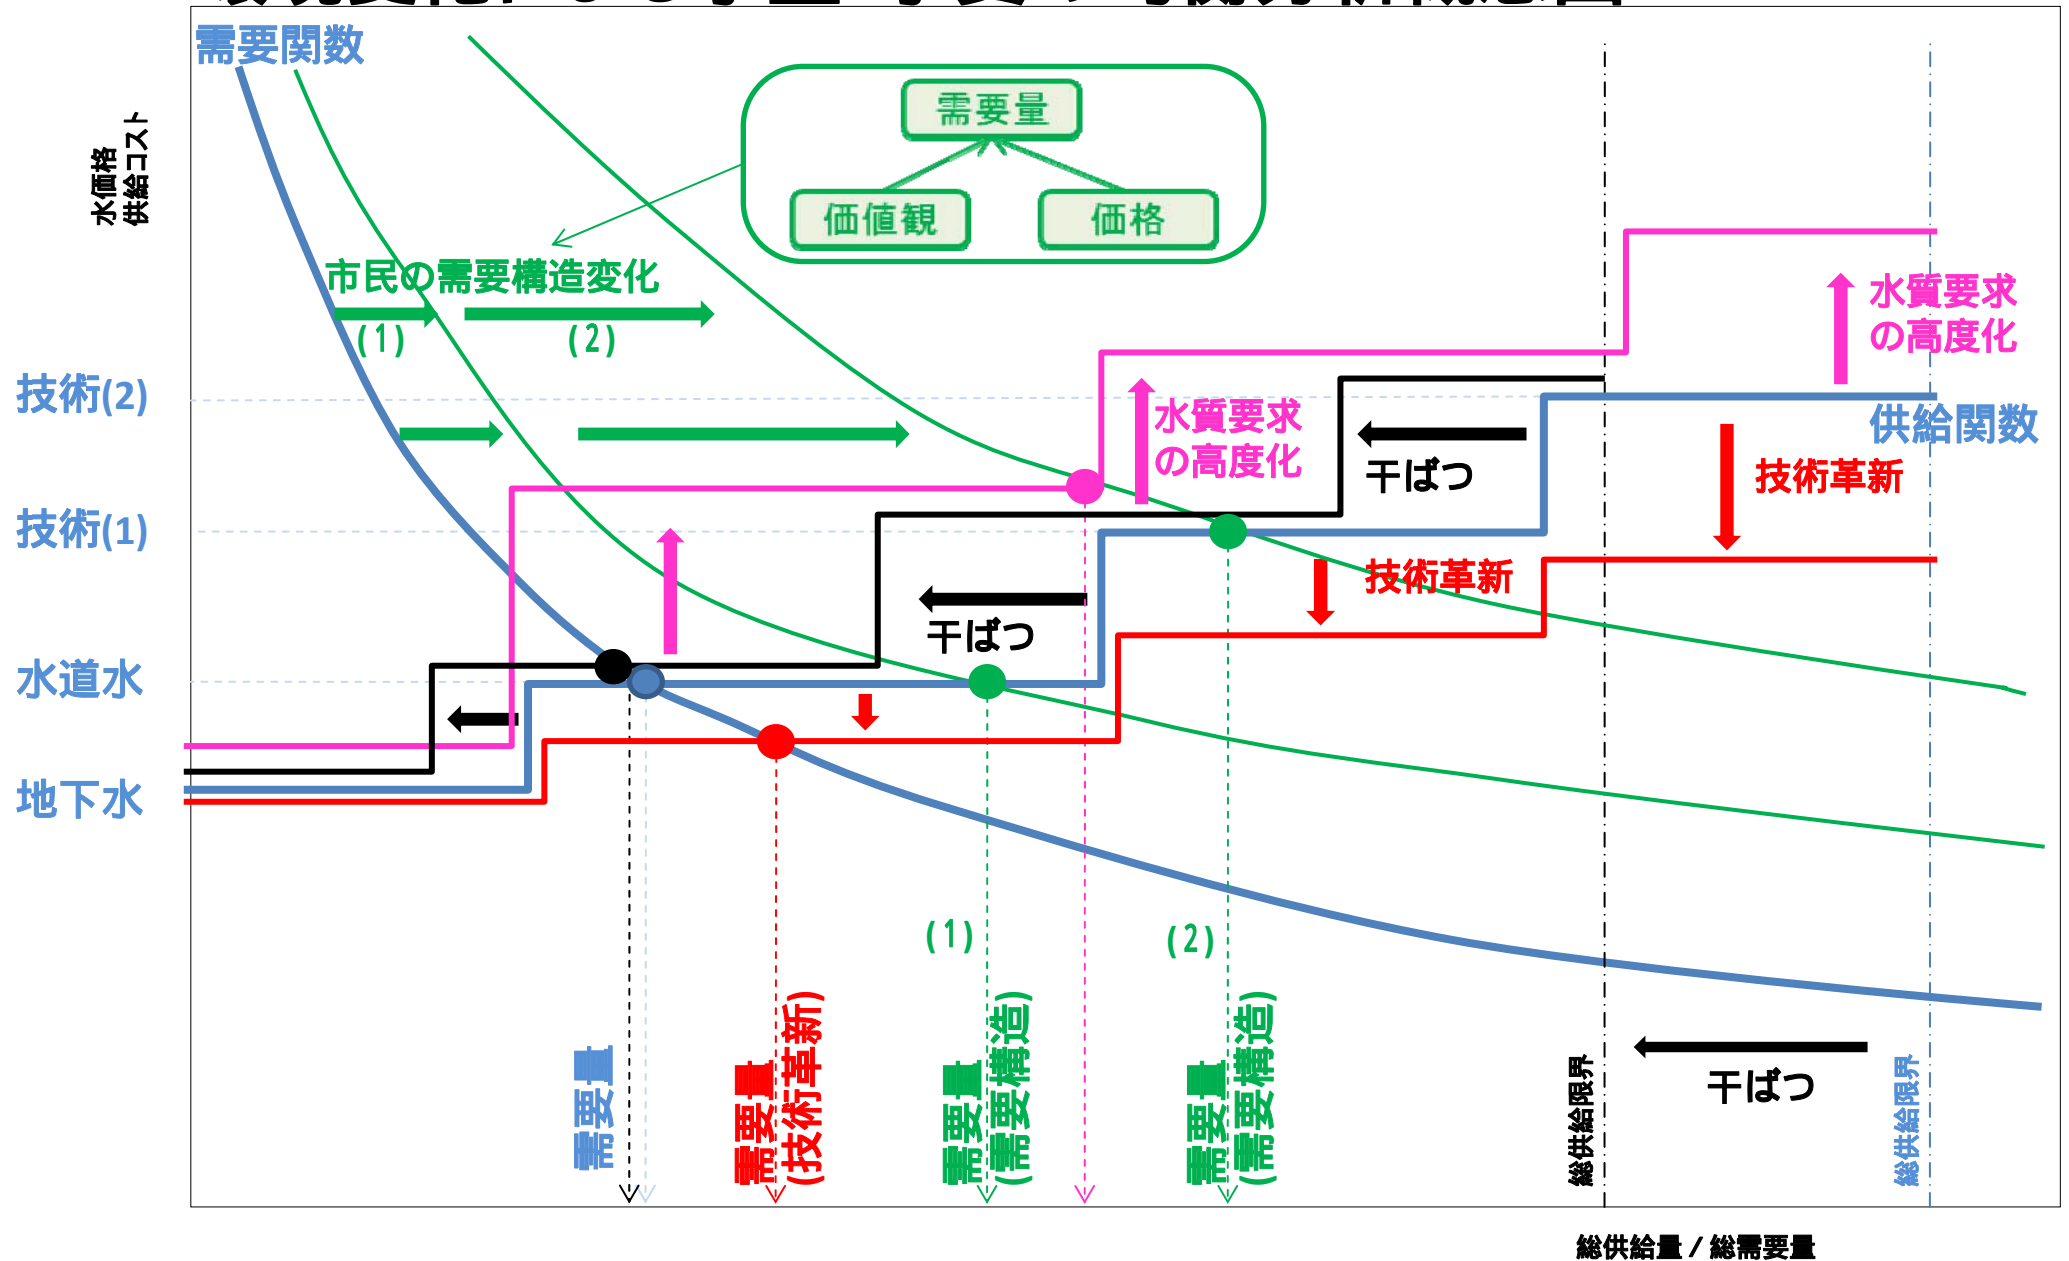 需要関数
水価格
供給コスト
需要量
価値観
価格
市民の需要構造変化
(1)
(2)
水質要求
の高度化
技術(2)
水質要求
の高度化
供給関数
干ばつ
技術革新
技術(1)
技術革新
干ばつ
水道水
地下水
(1)
(2)
需要量
需要量
(技術革新)
需要量
(需要構造)
需要量
(需要構造)
総供給限界
干ばつ
総供給限界
総供給量 / 総需要量